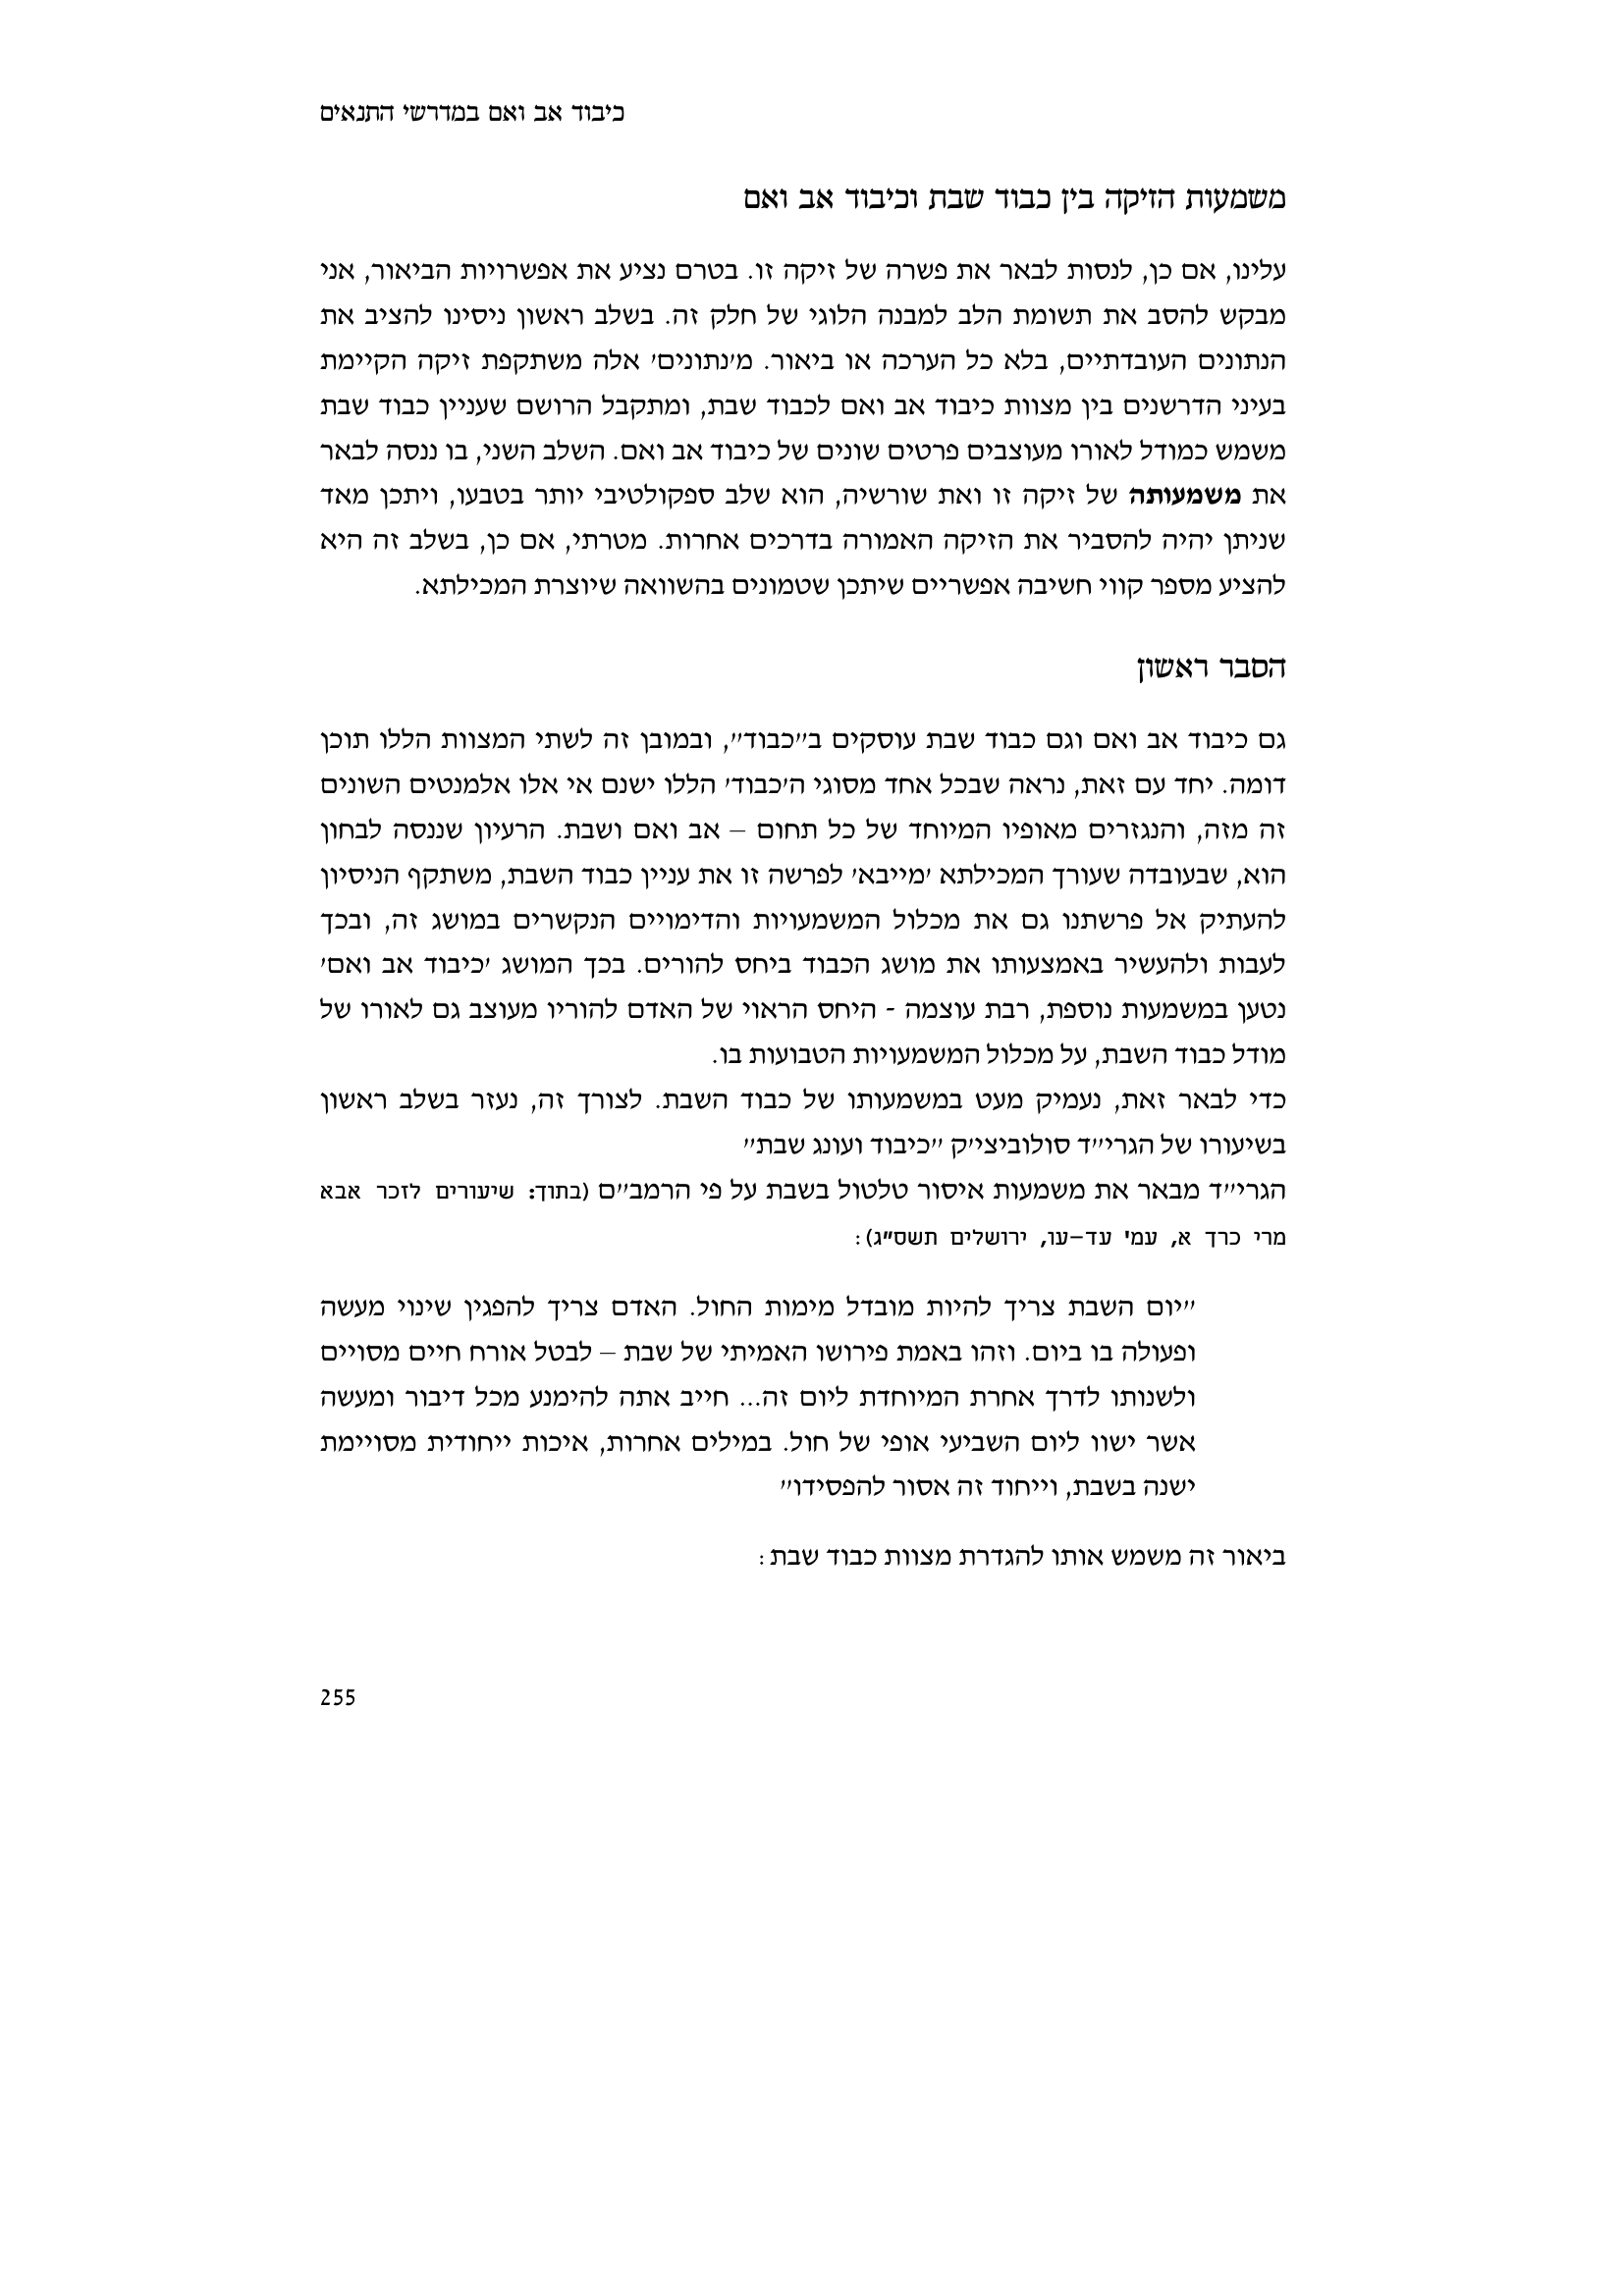 כיבוד אב ואם במדרשי התנאים
משמעות הזיקה בין כבוד שבת וכיבוד אב ואם
עלינו, אם כן, לנסות לבאר את פשרה של זיקה זו. בטרם נציע את אפשרויות הביאור, אני
מבקש להסב את תשומת הלב למבנה הלוגי של חלק זה. בשלב ראשון ניסינו להציב את
הנתונים העובדתיים, בלא כל הערכה או ביאור. מ'נתונים' אלה משתקפת זיקה הקיימת
בעיני הדרשנים בין מצוות כיבוד אב ואם לכבוד שבת, ומתקבל הרושם שעניין כבוד שבת
משמש כמודל לאורו מעוצבים פרטים שונים של כיבוד אב ואם. השלב השני, בו ננסה לבאר
את משמעותה של זיקה זו ואת שורשיה, הוא שלב ספקולטיבי יותר בטבעו, ויתכן מאד
שניתן יהיה להסביר את הזיקה האמורה בדרכים אחרות. מטרתי, אם כן, בשלב זה היא
להציע מספר קווי חשיבה אפשריים שיתכן שטמונים בהשוואה שיוצרת המכילתא.
הסבר ראשון
גם כיבוד אב ואם וגם כבוד שבת עוסקים ב"כבוד", ובמובן זה לשתי המצוות הללו תוכן
דומה. יחד עם זאת, נראה שבכל אחד מסוגי ה'כבוד' הללו ישנם אי אלו אלמנטים השונים
זה מזה, והנגזרים מאופיו המיוחד של כל תחום – אב ואם ושבת. הרעיון שננסה לבחון
הוא, שבעובדה שעורך המכילתא 'מייבא' לפרשה זו את עניין כבוד השבת, משתקף הניסיון
להעתיק אל פרשתנו גם את מכלול המשמעויות והדימויים הנקשרים במושג זה, ובכך
לעבות ולהעשיר באמצעותו את מושג הכבוד ביחס להורים. בכך המושג 'כיבוד אב ואם'
נטען במשמעות נוספת, רבת עוצמה - היחס הראוי של האדם להוריו מעוצב גם לאורו של
מודל כבוד השבת, על מכלול המשמעויות הטבועות בו.
כדי לבאר זאת, נעמיק מעט במשמעותו של כבוד השבת. לצורך זה, נעזר בשלב ראשון
בשיעורו של הגרי"ד סולוביצי'ק "כיבוד ועונג שבת"
הגרי"ד מבאר את משמעות איסור טלטול בשבת על פי הרמב"ם (בתוך: שיעורים לזכר אבא
מרי כרך א, עמ' עד–עו, ירושלים תשס"ג):
"יום השבת צריך להיות מובדל מימות החול. האדם צריך להפגין שינוי מעשה
ופעולה בו ביום. וזהו באמת פירושו האמיתי של שבת – לבטל אורח חיים מסויים
ולשנותו לדרך אחרת המיוחדת ליום זה... חייב אתה להימנע מכל דיבור ומעשה
אשר ישוו ליום השביעי אופי של חול. במילים אחרות, איכות ייחודית מסויימת
ישנה בשבת, וייחוד זה אסור להפסידו"
ביאור זה משמש אותו להגדרת מצוות כבוד שבת:
255